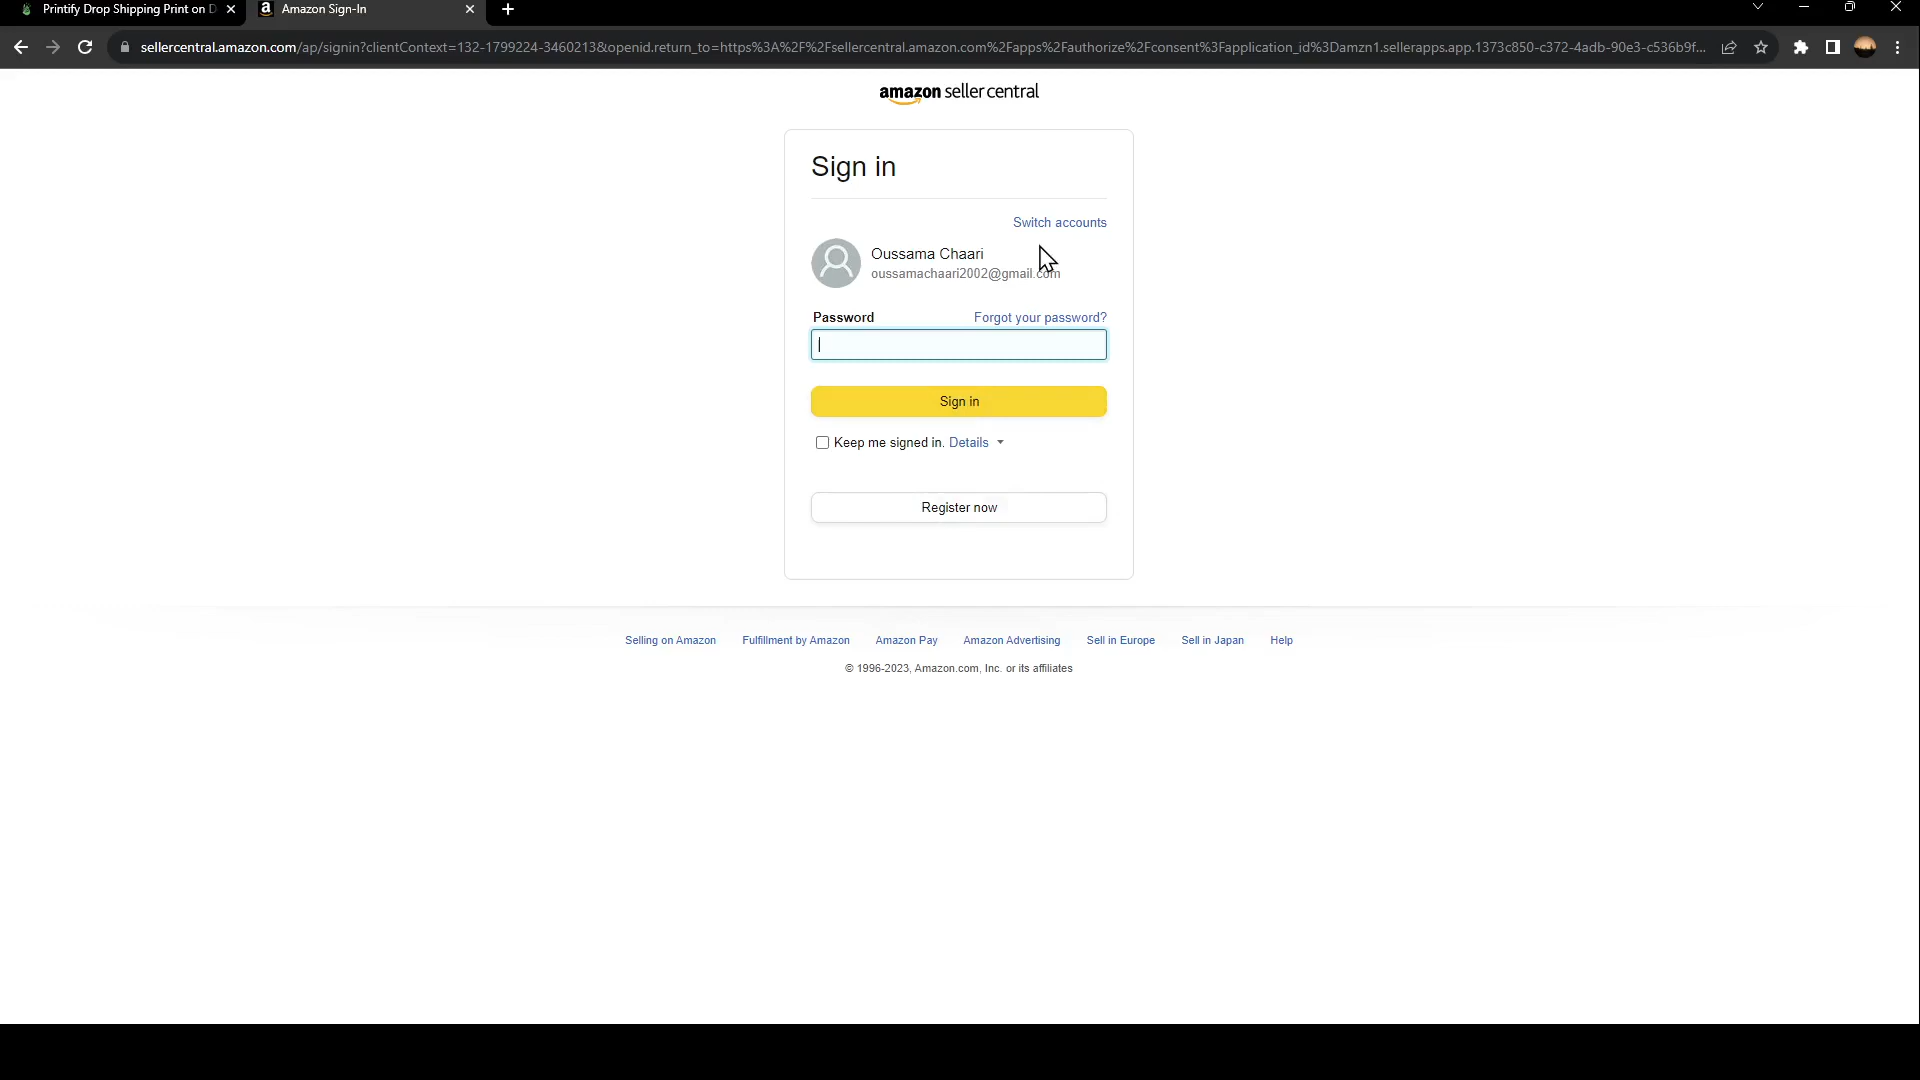 Printify Drop Shipping Print on D
Amazon Sign-In
sellercentral.amazon.com/ap/signin?clientContext=132-1799224-3460213&openid.return_to=https%3A%2F%2Fsellercentral.amazon.com%2Fapps%2Fauthorize%2Fconsent%3Fapplication_id%3Damzn1.sellerapps.app.1373c850-c372-4adb-90e3-c536b9f...
amazon seller central
Sign in
Switch accounts
Oussama Chaari
oussamachaari2002@gmail.com
Password Forgot your password?
Sign in
Keep me signed in. Details
Register now
Selling on Amazon Fulfillment by Amazon Amazon Pay Amazon Advertising Sell in Europe Sell in Japan Help
© 1996-2023, Amazon.com, Inc. or its affiliates